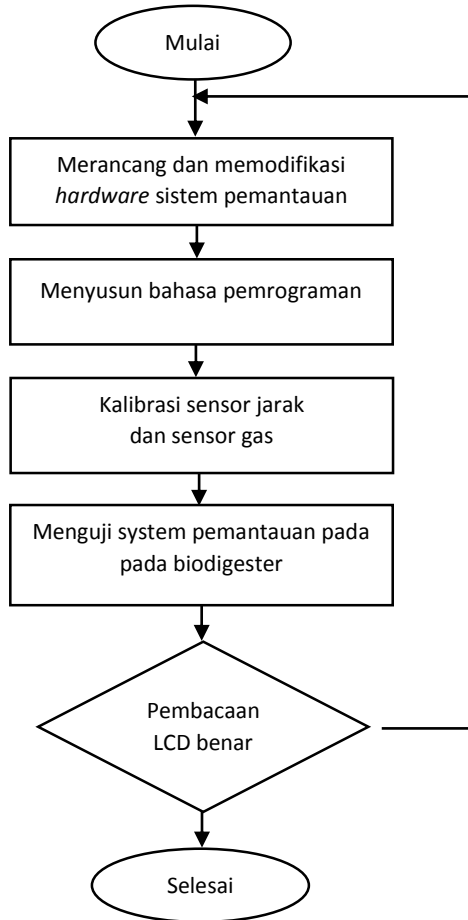 Mulai
Merancang dan memodifikasi
hardware sistem pemantauan
Menyusun bahasa pemrograman
Kalibrasi sensor jarak
dan sensor gas
Menguji system pemantauan pada
pada biodigester
Pembacaan
LCD benar
Selesai